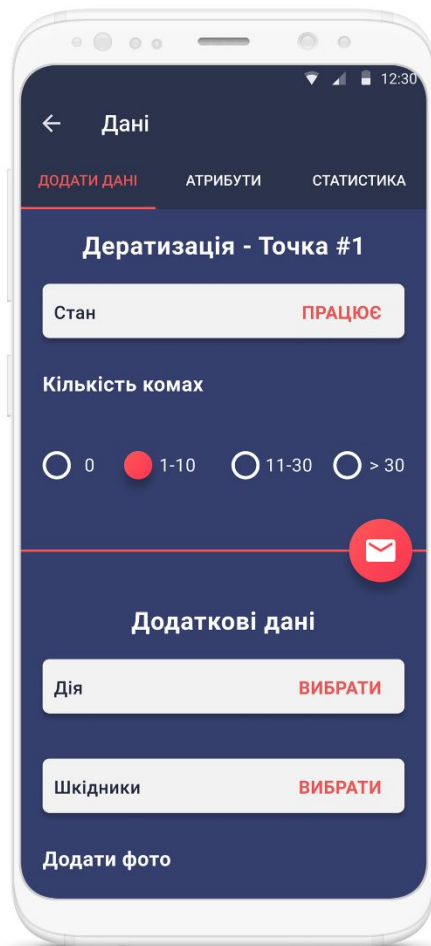 12:30
Дані
ДОДАТИ ДАНІ АТРИБУТИ СТАТИСТИКА
Дератизація - Точка #1
Стан ПРАЦЮЄ
Кількість комах
0 1-10 11-30 > 30
Додаткові дані
Дія ВИБРАТИ
Шкідники ВИБРАТИ
Додати фото